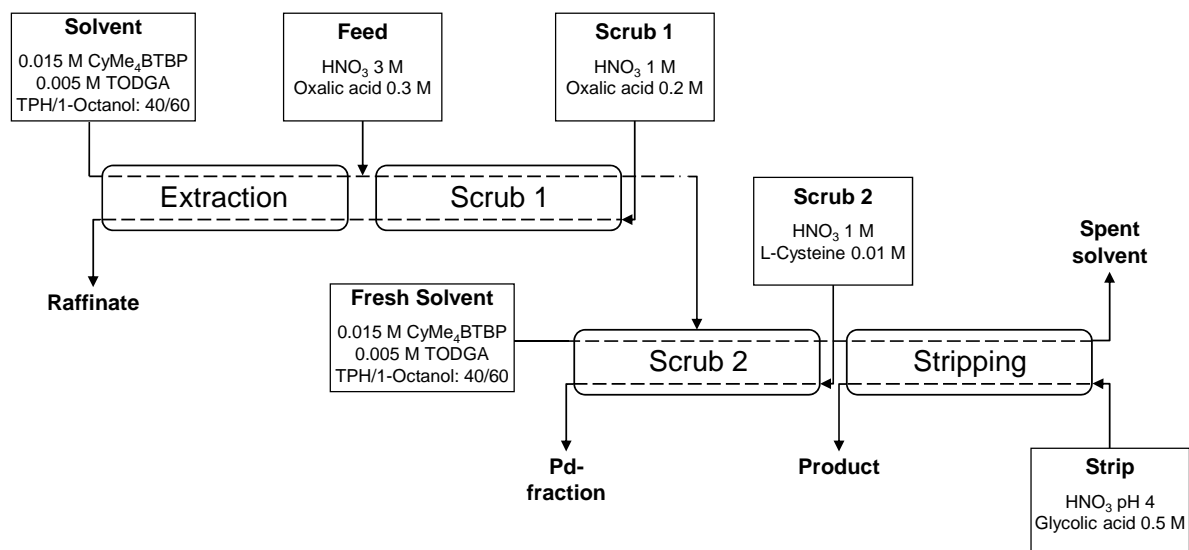 Solvent
0.015 M CyMe₄BTBP
0.005 M TODGA
TPH/1-Octanol: 40/60
Feed
HNO₃ 3 M
Oxalic acid 0.3 M
Scrub 1
HNO₃ 1 M
Oxalic acid 0.2 M
Extraction
Scrub 1
Raffinate
Scrub 2
HNO₃ 1 M
L-Cysteine 0.01 M
Spent
solvent
Fresh Solvent
0.015 M CyMe₄BTBP
0.005 M TODGA
TPH/1-Octanol: 40/60
Scrub 2
Stripping
Pd-
fraction
Product
Strip
HNO₃ pH 4
Glycolic acid 0.5 M